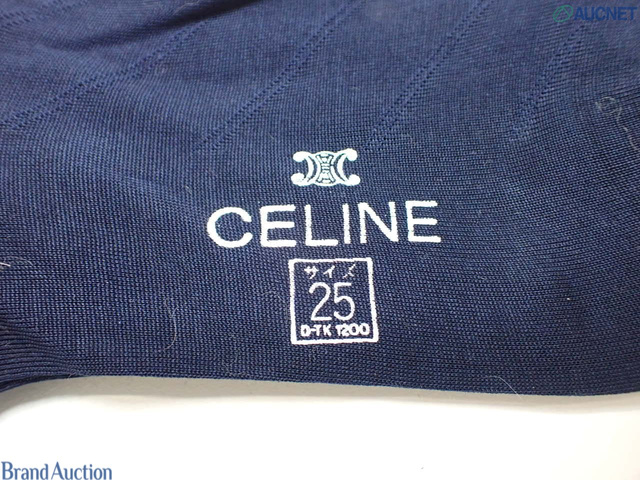 AUCNET
CELINE
サイズ
25
D-TK 1200
Brand Auction